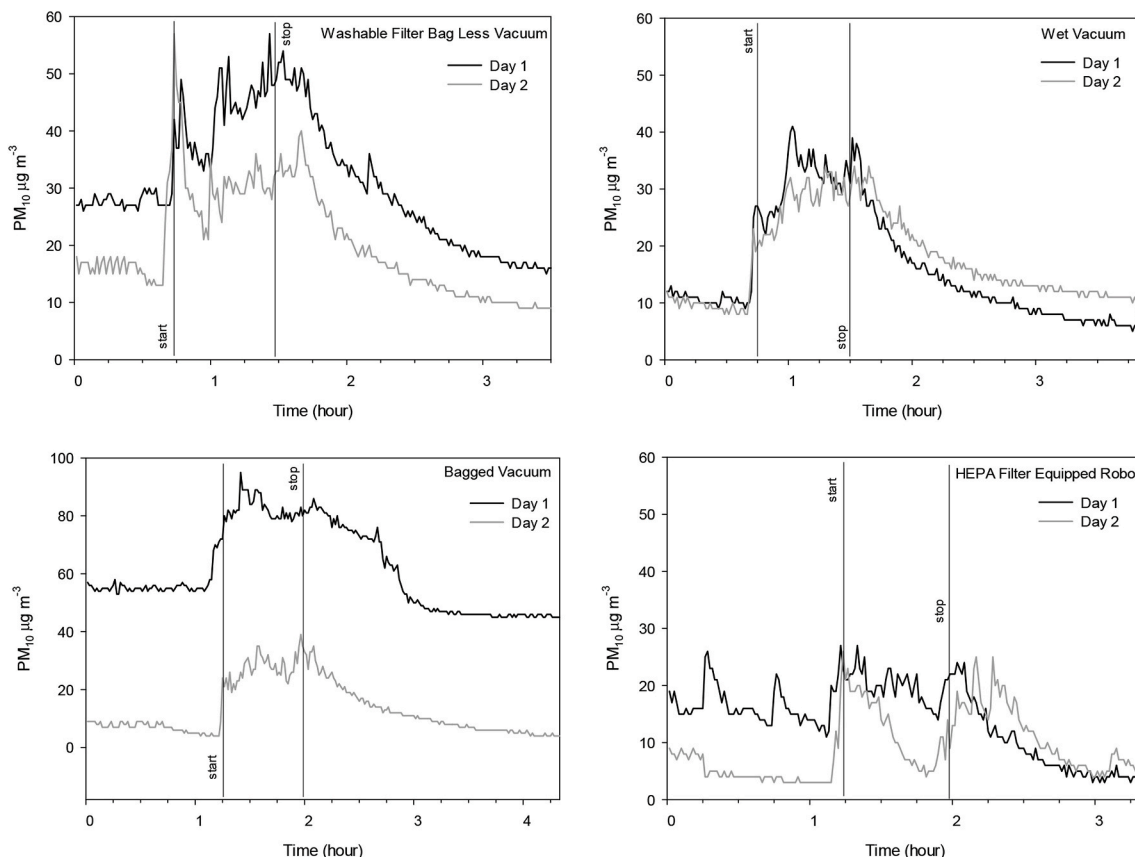 Washable Filter Bag Less Vacuum
Day 1
Day 2
start
stop
60
50
40
30
20
10
0
PM₁₀ µg m⁻³
0 1 2 3
Time (hour)
Wet Vacuum
Day 1
Day 2
start
stop
60
50
40
30
20
10
0
PM₁₀ µg m⁻³
0 1 2 3
Time (hour)
Bagged Vacuum
Day 1
Day 2
start
stop
100
80
60
40
20
0
PM₁₀ µg m⁻³
0 1 2 3 4
Time (hour)
HEPA Filter Equipped Robo
Day 1
Day 2
start
stop
60
50
40
30
20
10
0
PM₁₀ µg m⁻³
0 1 2 3
Time (hour)